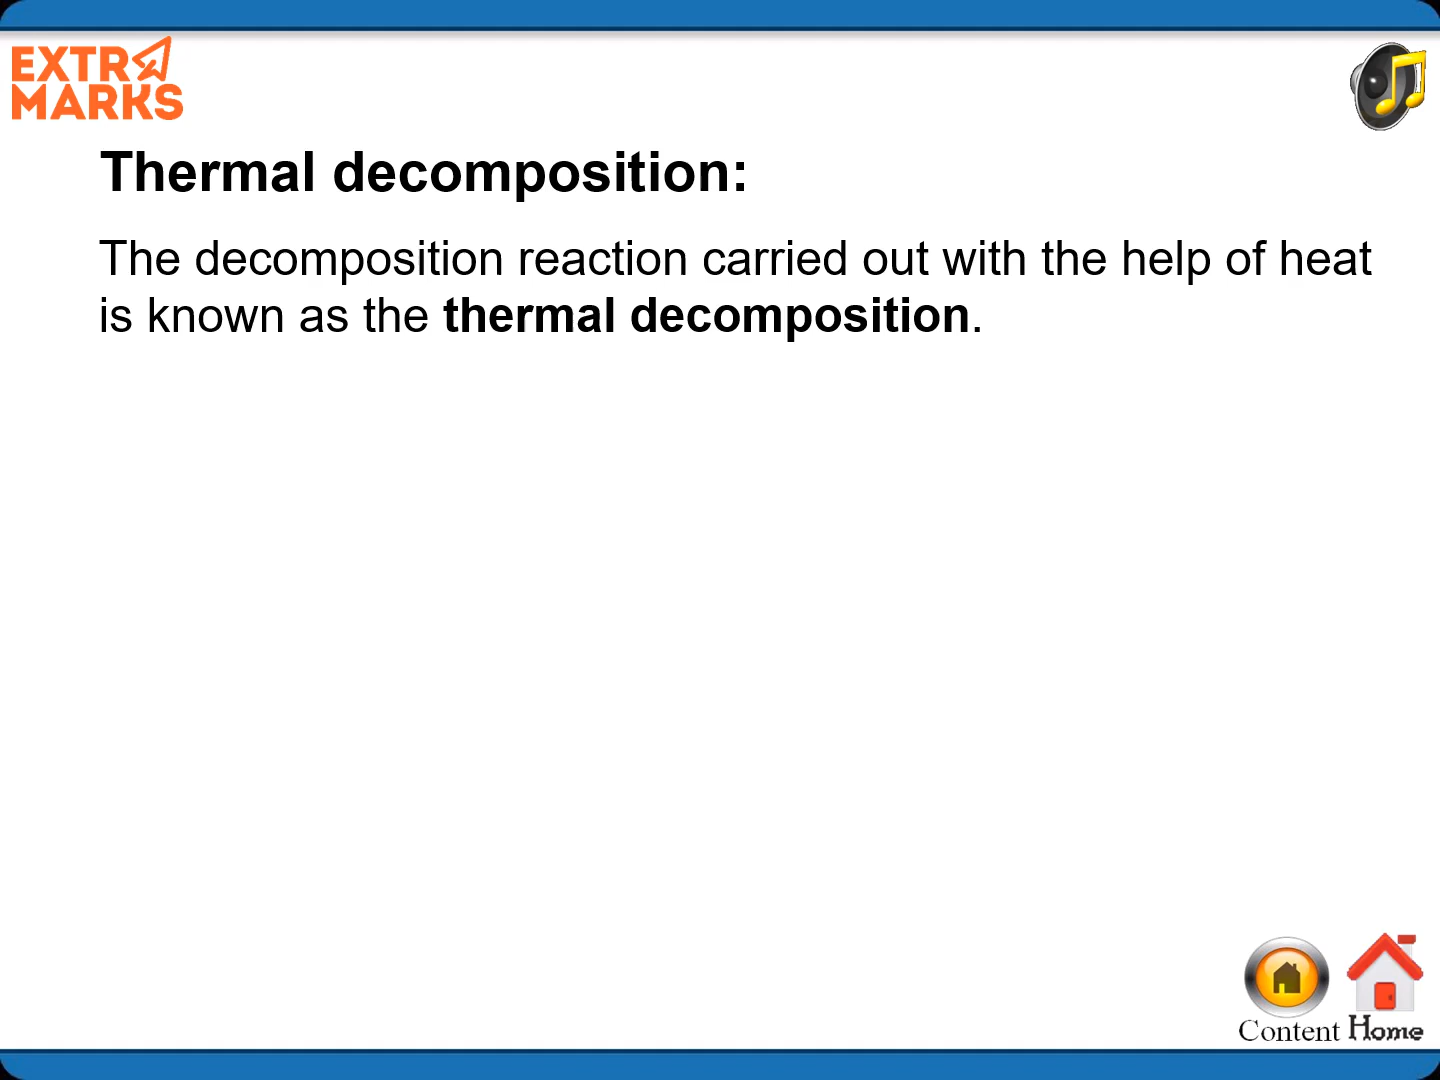 EXTRA
MARKS
Thermal decomposition:
The decomposition reaction carried out with the help of heat
is known as the thermal decomposition.
Content Home